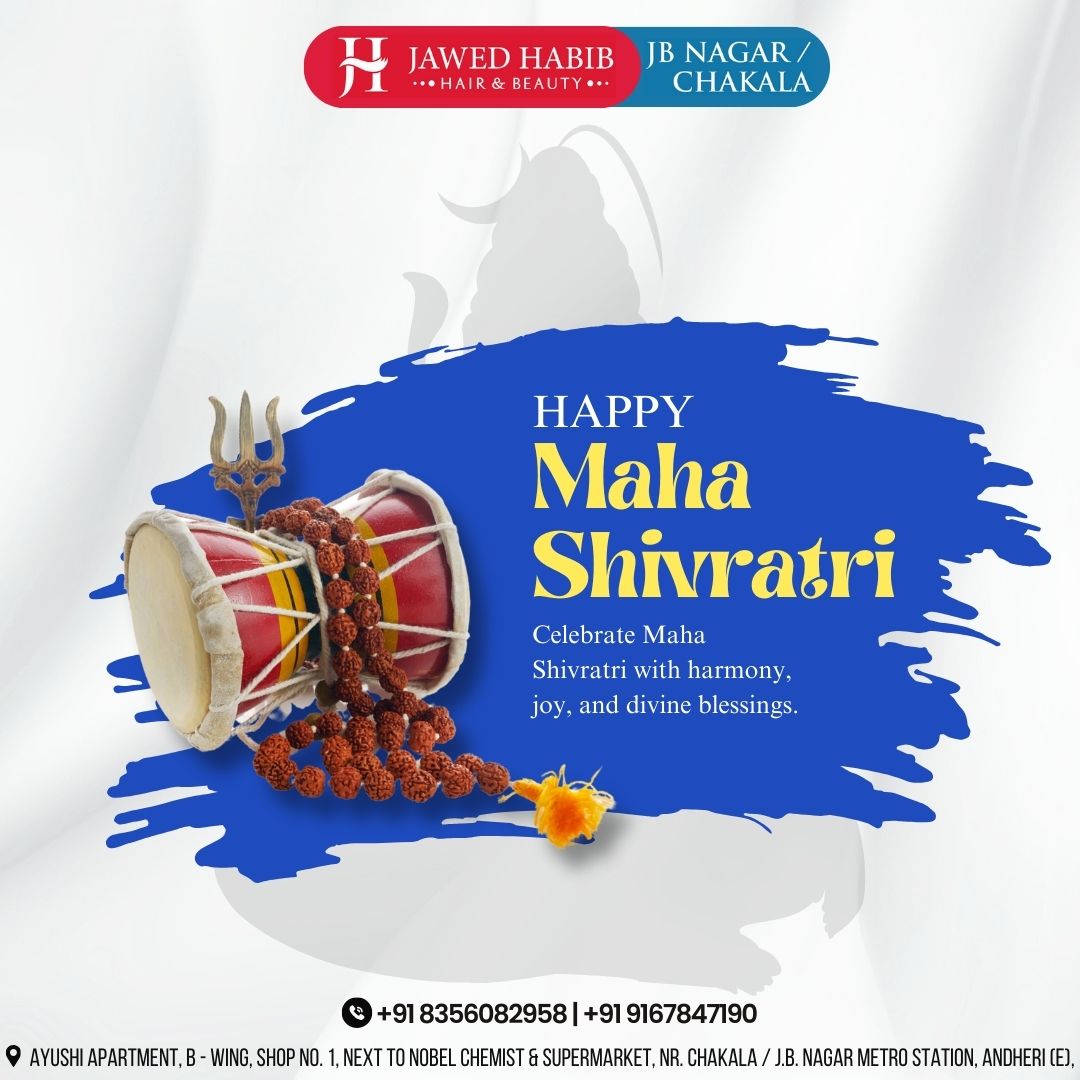 JAWED HABIB
HAIR & BEAUTY
JB NAGAR /
CHAKALA
HAPPY
Maha
Shivratri
Celebrate Maha
Shivratri with harmony,
joy, and divine blessings.
+91 8356082958 | +91 9167847190
AYUSHI APARTMENT, B - WING, SHOP NO. 1, NEXT TO NOBEL CHEMIST & SUPERMARKET, NR. CHAKALA / J.B. NAGAR METRO STATION, ANDHERI (E),